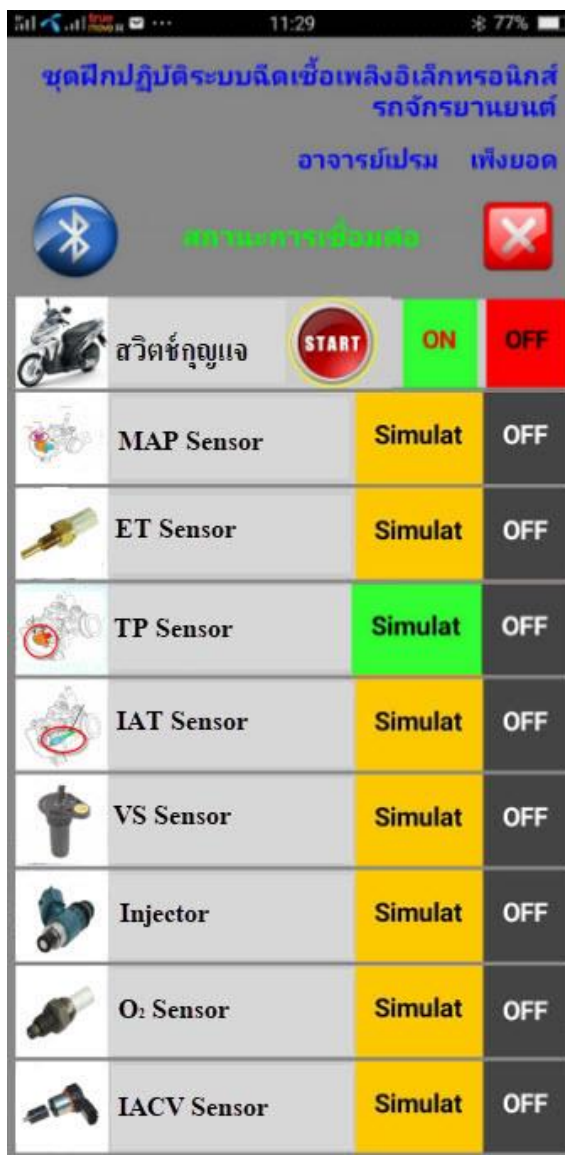 true
move H
11:29
77%
ชุดฝึกปฏิบัติระบบฉีดเชื้อเพลิงอิเล็กทรอนิกส์
รถจักรยานยนต์
อาจารย์เปรม เพ็งยอด
สถานะการเชื่อมต่อ
สวิตช์กุญแจ START ON OFF
MAP Sensor Simulat OFF
ET Sensor Simulat OFF
TP Sensor Simulat OFF
IAT Sensor Simulat OFF
VS Sensor Simulat OFF
Injector Simulat OFF
O₂ Sensor Simulat OFF
IACV Sensor Simulat OFF